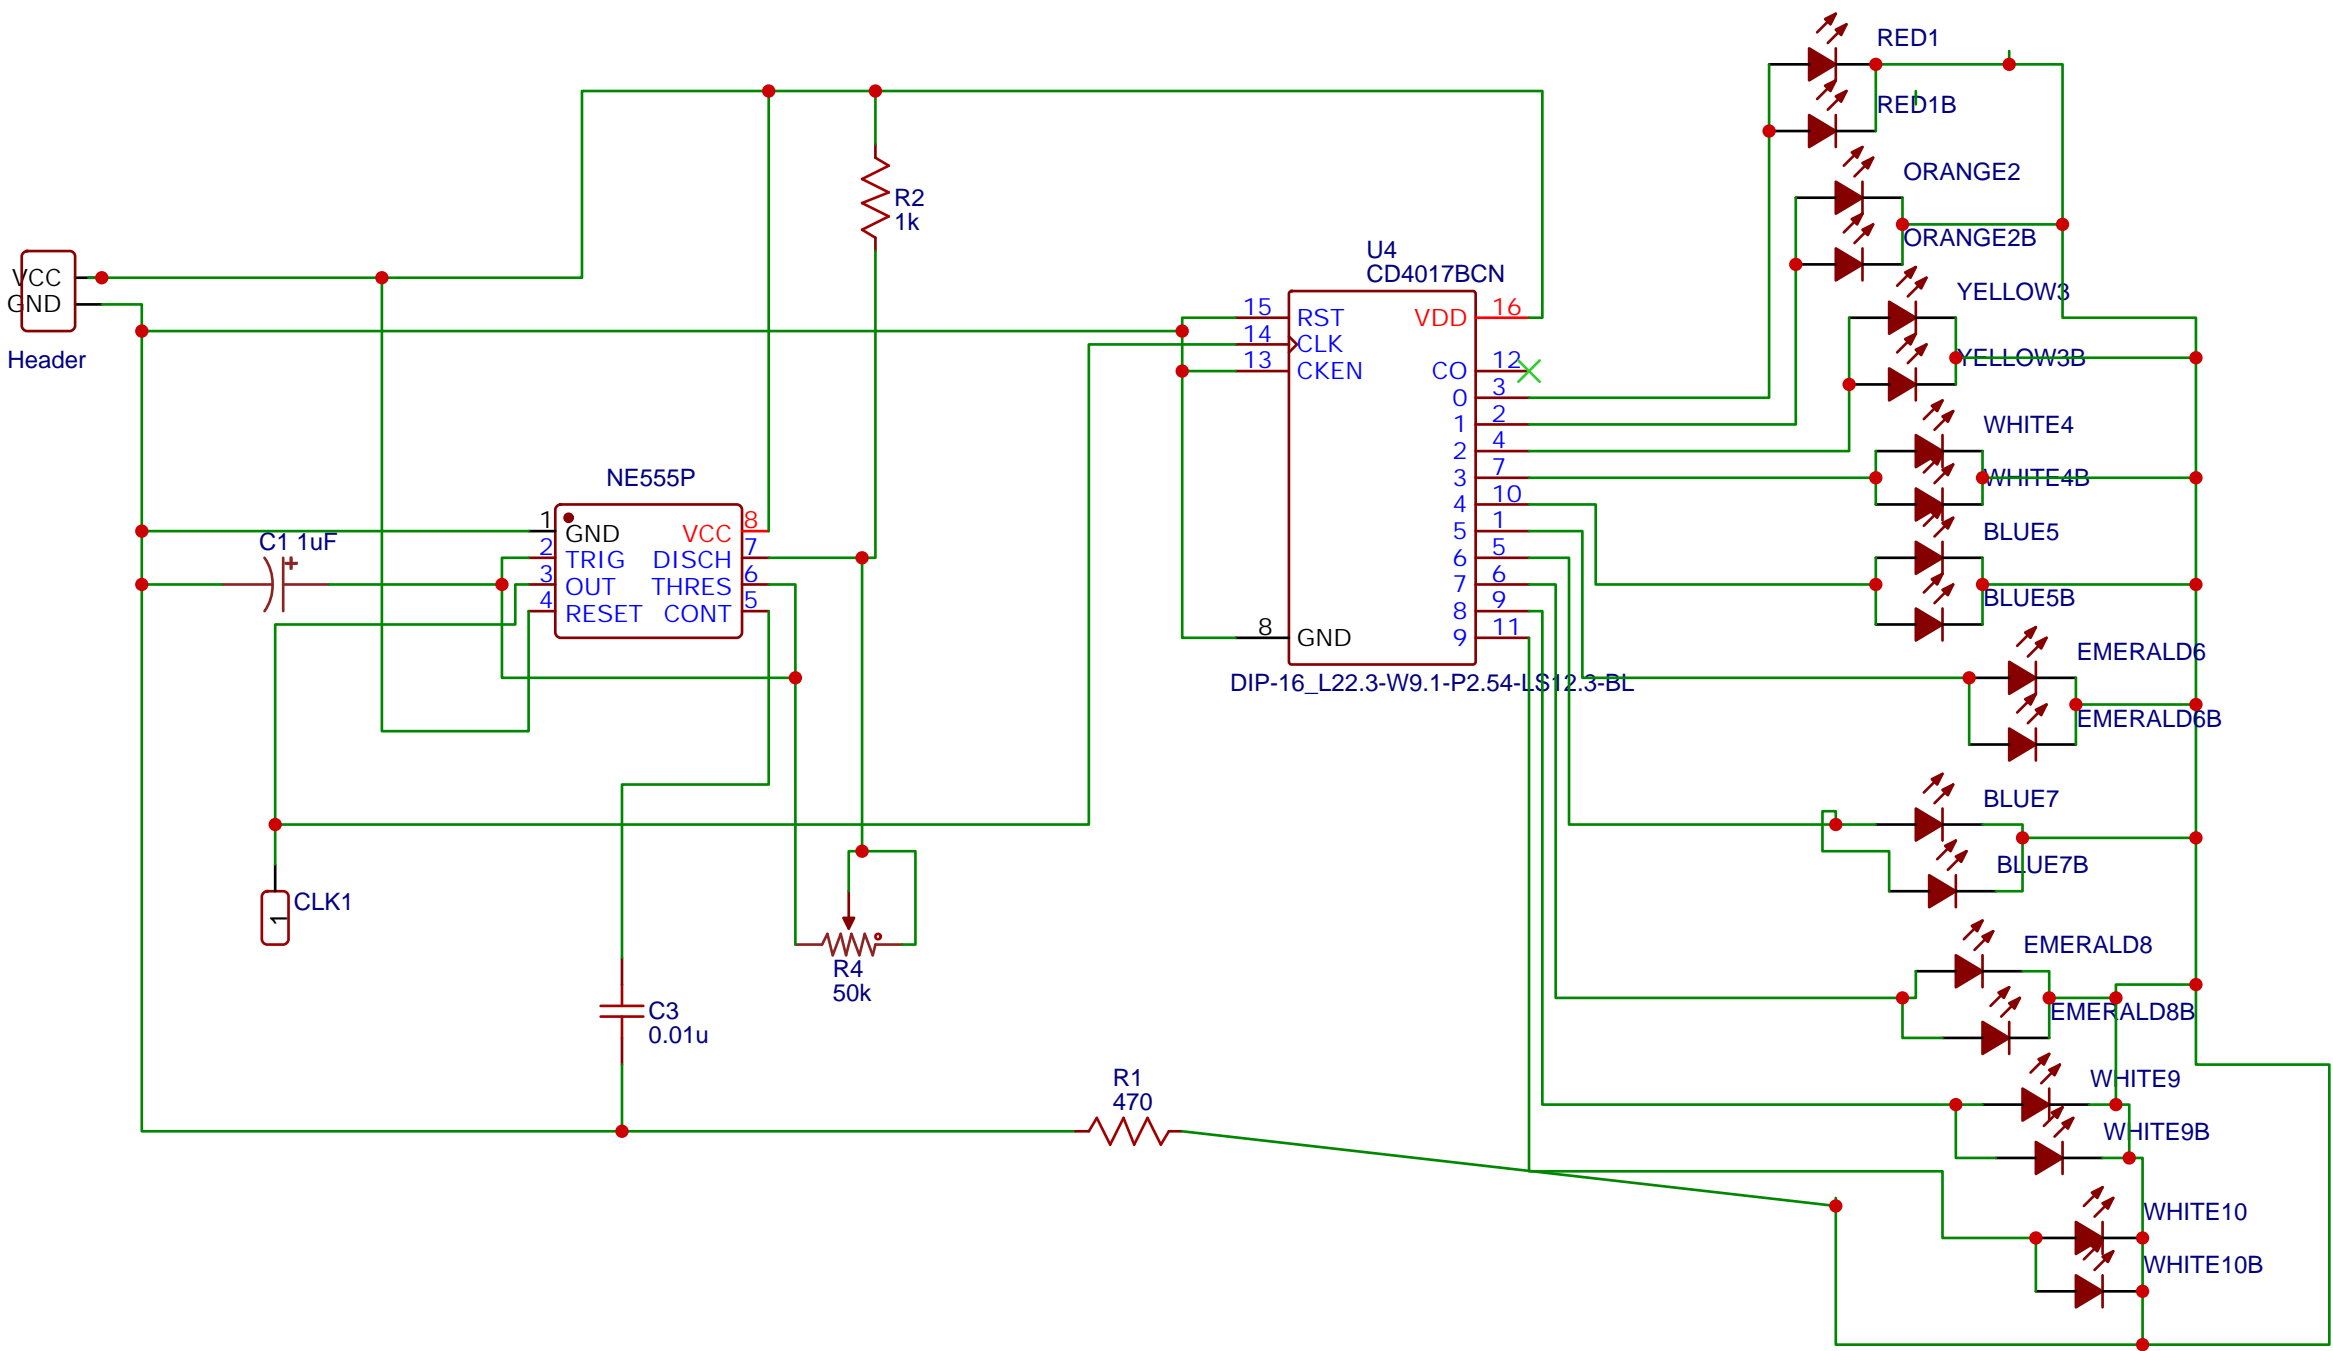 VCC
GND
Header
C1 1uF
NE555P
1
GND
2
TRIG
3
OUT
4
RESET
VCC
8
DISCH
7
THRES
6
CONT
5
R2
1k
CLK1
1
C3
0.01u
R4
50k
R1
470
U4
CD4017BCN
15
RST
14
CLK
13
CKEN
8
GND
VDD
16
CO
12
0
3
1
2
2
4
3
7
4
10
5
1
6
5
7
6
8
9
9
11
DIP-16_L22.3-W9.1-P2.54-LS12.3-BL
RED1
RED1B
ORANGE2
ORANGE2B
YELLOW3
YELLOW3B
WHITE4
WHITE4B
BLUE5
BLUE5B
EMERALD6
EMERALD6B
BLUE7
BLUE7B
EMERALD8
EMERALD8B
WHITE9
WHITE9B
WHITE10
WHITE10B